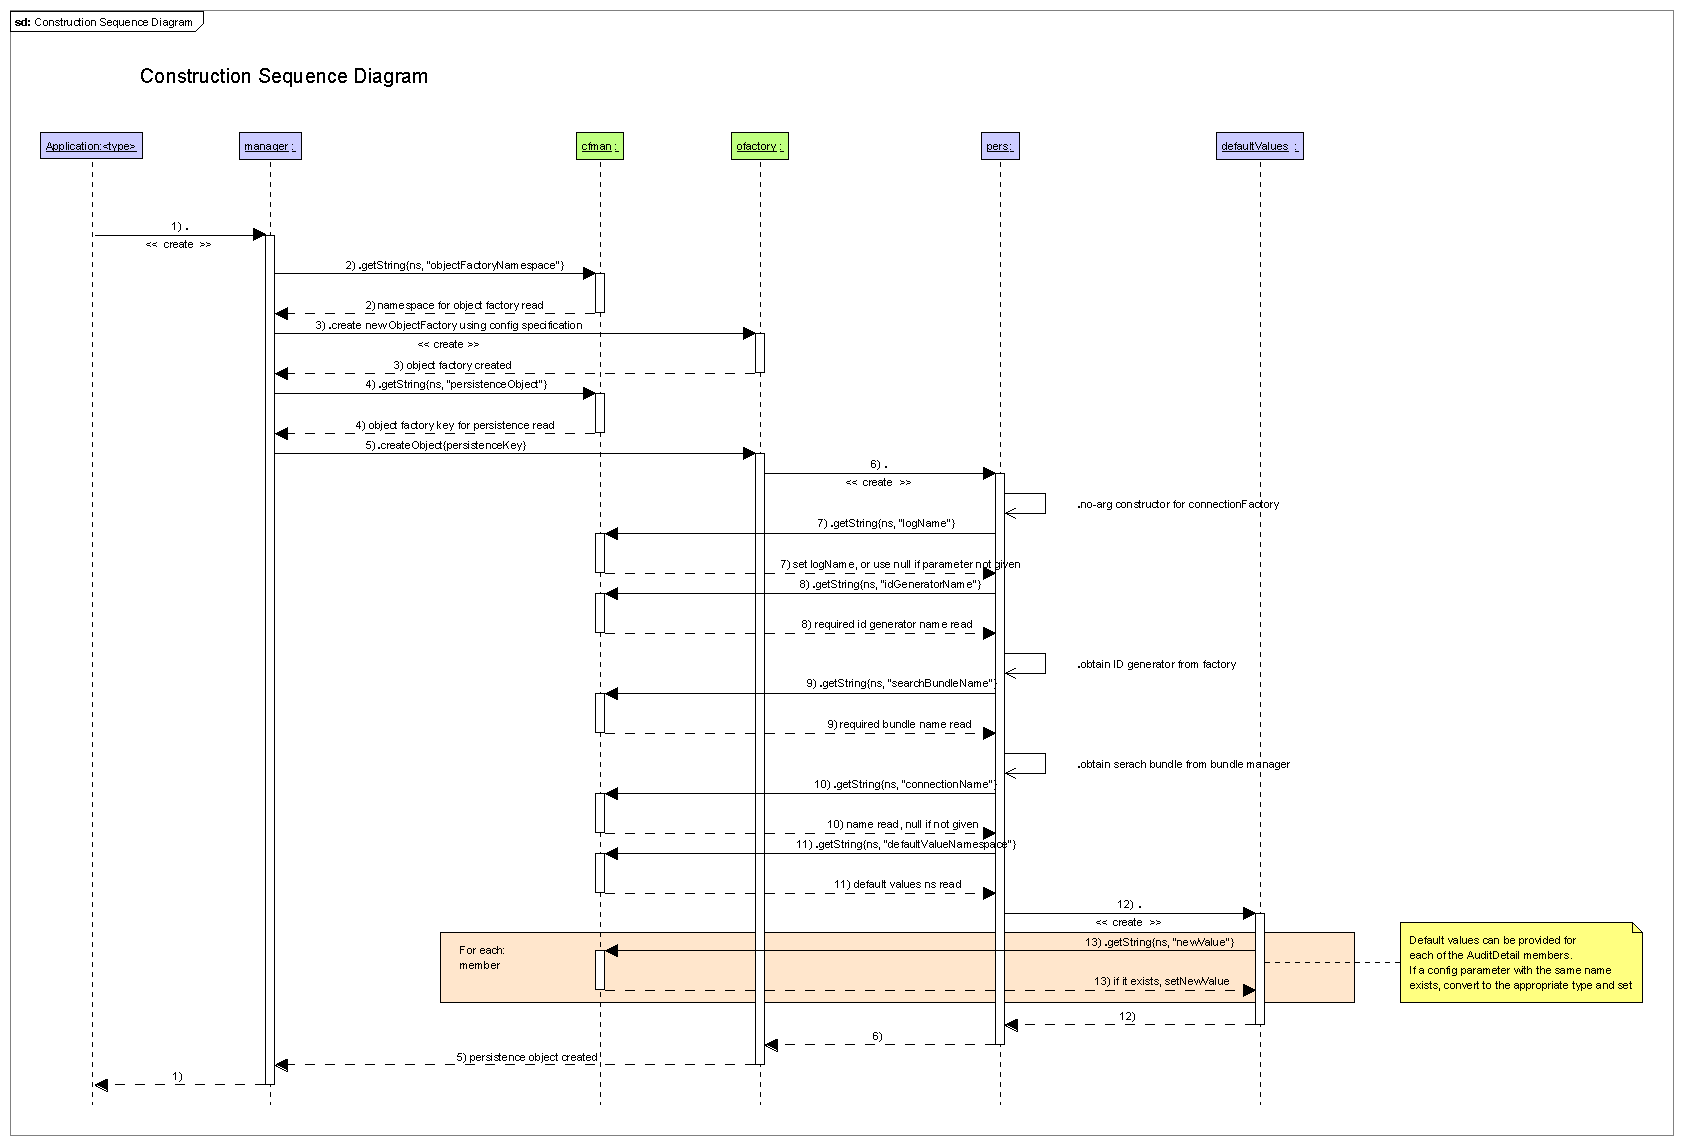 sd: Construction Sequence Diagram
Construction Sequence Diagram
Application:<type>
manager :
cfman :
ofactory :
pers:
defaultValues :
1) .
<< create >>
2) .getString{ns, "objectFactoryNamespace"}
2) namespace for object factory read
3) .create new ObjectFactory using config specification
<< create >>
3) object factory created
4) .getString{ns, "persistenceObject"}
4) object factory key for persistence read
5) .createObject{persistenceKey}
6) .
<< create >>
.no-arg constructor for connectionFactory
7) .getString{ns, "logName"}
7) set logName, or use null if parameter not given
8) .getString{ns, "idGeneratorName"}
8) required id generator name read
.obtain ID generator from factory
9) .getString{ns, "searchBundleName"}
9) required bundle name read
.obtain serach bundle from bundle manager
10) .getString{ns, "connectionName"}
10) name read, null if not given
11) .getString{ns, "defaultValueNamespace"}
11) default values ns read
12) .
<< create >>
For each:
member
13) .getString{ns, "newValue"}
13) if it exists, setNewValue
Default values can be provided for
each of the AuditDetail members.
If a config parameter with the same name
exists, convert to the appropriate type and set
12)
6)
5) persistence object created
1)